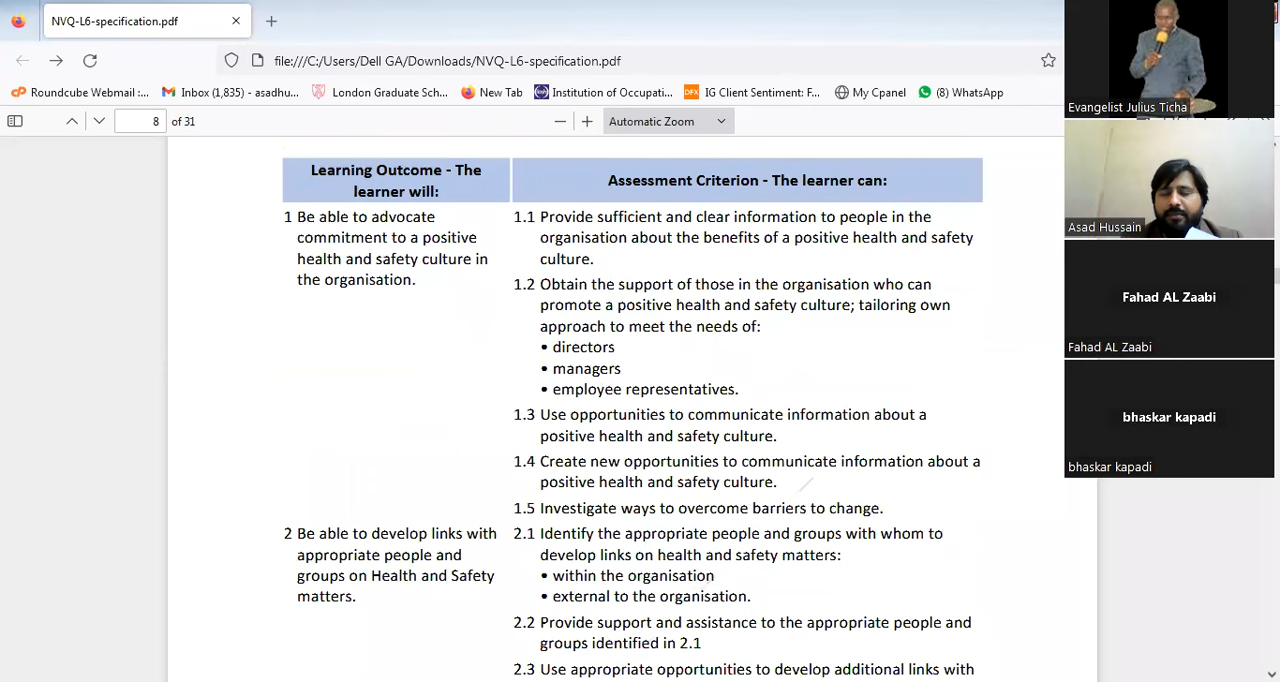 NVQ-L6-specification.pdf
file:///C:/Users/Dell GA/Downloads/NVQ-L6-specification.pdf
Roundcube Webmail :... Inbox (1,835) - asadhu... London Graduate Sch... New Tab Institution of Occupati... IG Client Sentiment: F... My Cpanel (8) WhatsApp
8 of 31 Automatic Zoom
Learning Outcome - The
learner will:
Assessment Criterion - The learner can:
1 Be able to advocate
commitment to a positive
health and safety culture in
the organisation.
1.1 Provide sufficient and clear information to people in the
organisation about the benefits of a positive health and safety
culture.
1.2 Obtain the support of those in the organisation who can
promote a positive health and safety culture; tailoring own
approach to meet the needs of:
• directors
• managers
• employee representatives.
1.3 Use opportunities to communicate information about a
positive health and safety culture.
1.4 Create new opportunities to communicate information about a
positive health and safety culture.
1.5 Investigate ways to overcome barriers to change.
2 Be able to develop links with
appropriate people and
groups on Health and Safety
matters.
2.1 Identify the appropriate people and groups with whom to
develop links on health and safety matters:
• within the organisation
• external to the organisation.
2.2 Provide support and assistance to the appropriate people and
groups identified in 2.1
2.3 Use appropriate opportunities to develop additional links with
Evangelist Julius Ticha
Asad Hussain
Fahad AL Zaabi
Fahad AL Zaabi
bhaskar kapadi
bhaskar kapadi